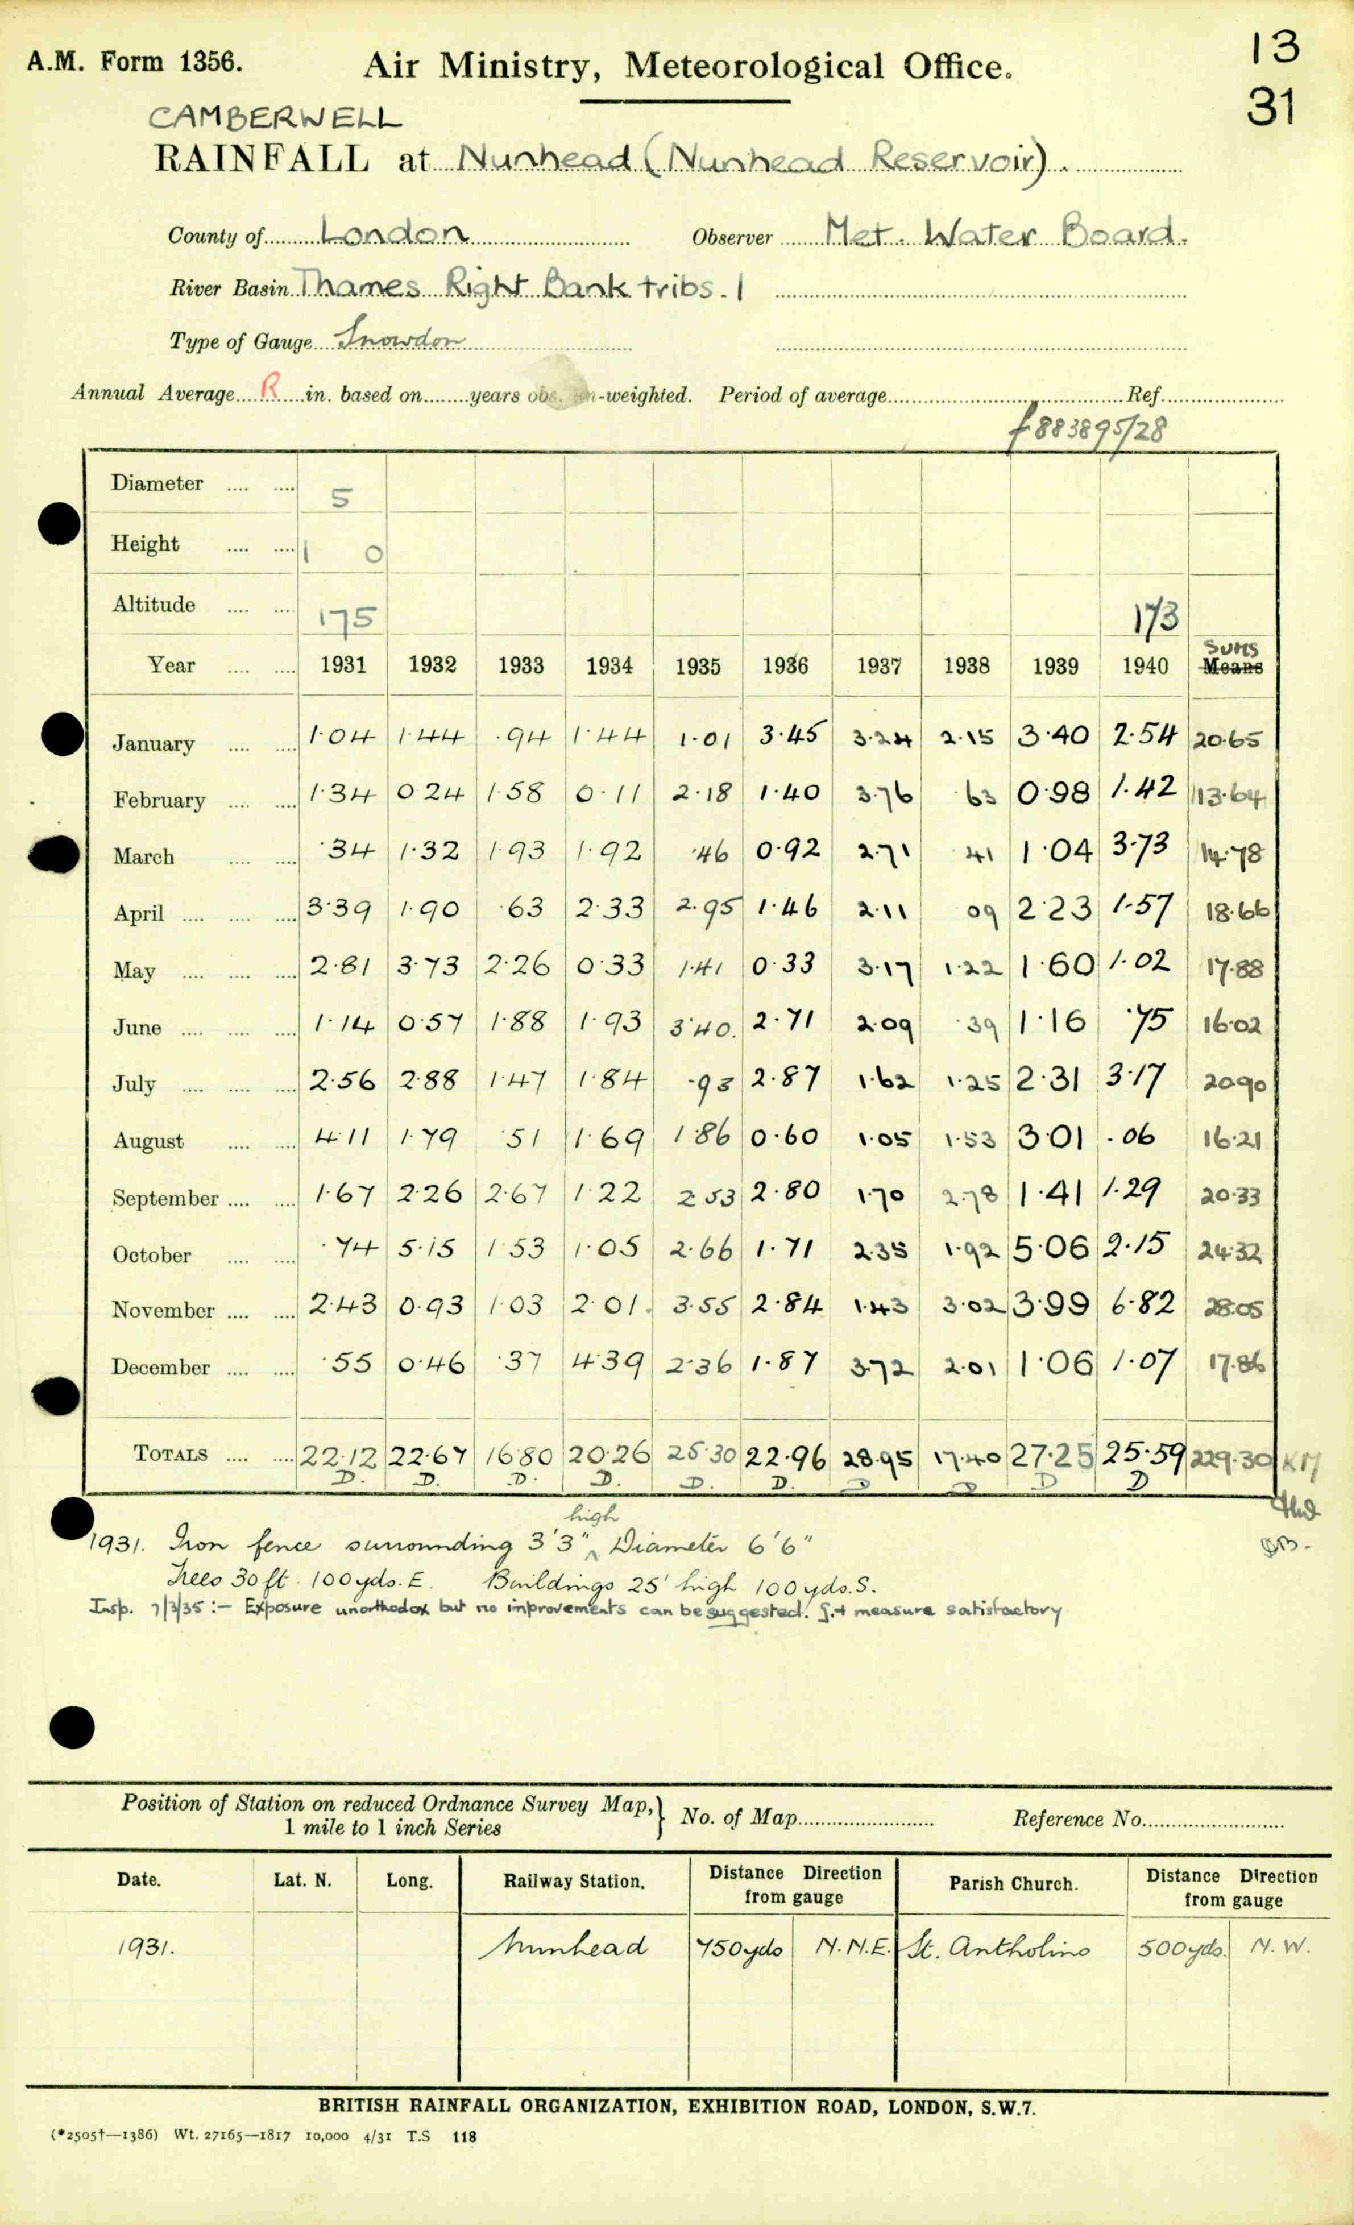 A.M. Form 1356. Air Ministry, Meteorological Office. 13
31
CAMBERWELL
RAINFALL at Nunhead (Nunhead Reservoir).
County of London Observer Met. Water Board.
River Basin Thames Right Bank tribs. 1
Type of Gauge Snowdon
Annual Average R in. based on years obs. un-weighted. Period of average Ref.
f 883895/28
Diameter 5
Height 1 0
Altitude 175 173
SUMS
Year 1931 1932 1933 1934 1935 1936 1937 1938 1939 1940 Means
January 1.04 1.44 .94 1.44 1.01 3.45 3.24 2.15 3.40 2.54 20.65
February 1.34 0 24 1.58 0.11 2.18 1.40 3.76 63 0.98 1.42 13.64
March .34 1.32 1.93 1.92 .46 0.92 2.71 41 1.04 3.73 14.78
April 3.39 1.90 .63 2.33 2.95 1.46 2.11 09 2.23 1.57 18.66
May 2.81 3.73 2.26 0.33 1.41 0.33 3.17 1.22 1.60 1.02 17.88
June 1.14 0.57 1.88 1.93 3.40. 2.71 2.09 .39 1.16 .75 16.02
July 2.56 2.88 1.47 1.84 .93 2.87 1.62 1.25 2.31 3.17 20.90
August 4.11 1.79 .51 1.69 1.86 0.60 1.05 1.53 3.01 .06 16.21
September 1.67 2.26 2.67 1.22 2 53 2.80 1.70 2.78 1.41 1.29 20.33
October .74 5.15 1.53 1.05 2.66 1.71 2.35 1.92 5.06 2.15 24.32
November 2.43 0.93 1.03 2.01. 3.55 2.84 1.43 3.02 3.99 6.82 28.05
December .55 0.46 .37 4.39 2.36 1.87 3.72 2.01 1.06 1.07 17.86
TOTALS 22.12 22.67 16.80 20.26 25.30 22.96 28.95 17.40 27.25 25.59 229.30 KM
D. D. D. D. D. D. D D D D
high
1931. Iron fence surrounding 3'3" ^ Diameter 6'6"
Trees 30 ft. 100 yds. E. Buildings 25' high 100 yds. S.
Insp. 7/3/35 :- Exposure unorthodox but no improvements can be suggested. G.+ measure satisfactory
Position of Station on reduced Ordnance Survey Map, } No. of Map Reference No.
1 mile to 1 inch Series
Date. Lat. N. Long. Railway Station. Distance Direction from gauge Parish Church. Distance Direction from gauge
1931. Nunhead 750 yds N.N.E. St. Antholins 500 yds. N.W.
BRITISH RAINFALL ORGANIZATION, EXHIBITION ROAD, LONDON, S.W.7.
(*2505†—1386) Wt. 27165—1817 10,000 4/31 T.S 118